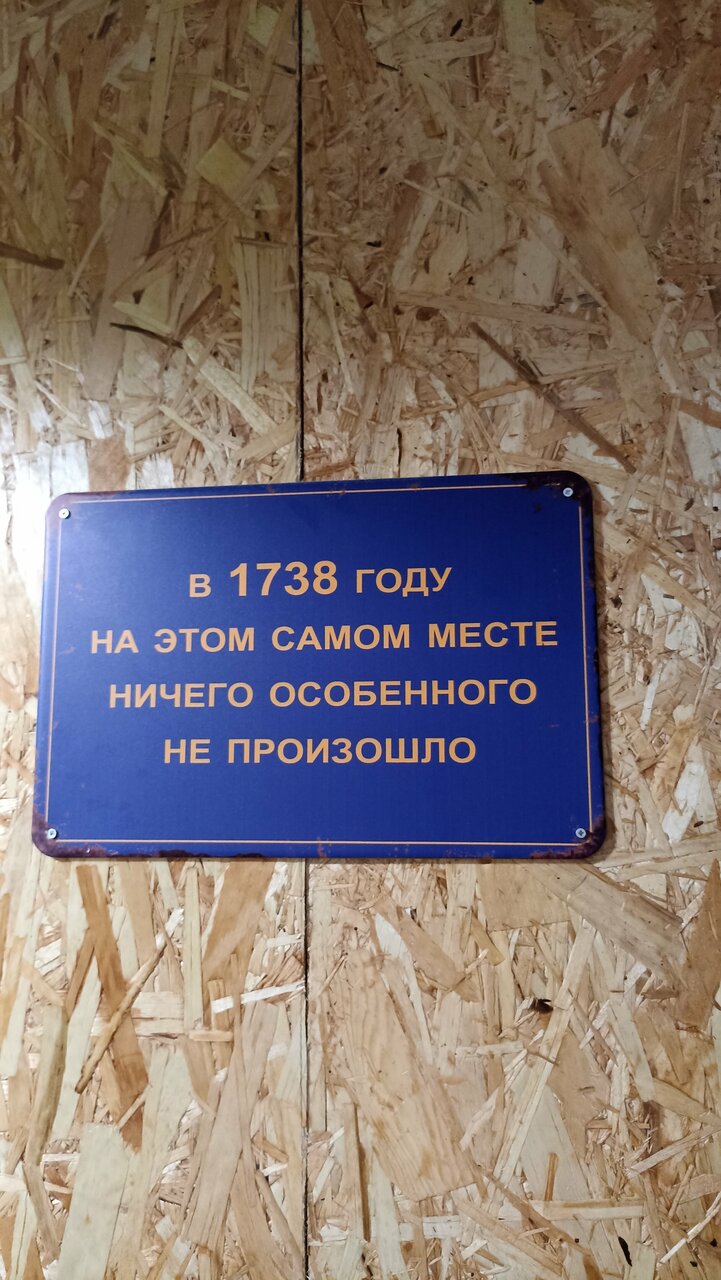 В 1738 ГОДУ
НА ЭТОМ САМОМ МЕСТЕ
НИЧЕГО ОСОБЕННОГО
НЕ ПРОИЗОШЛО